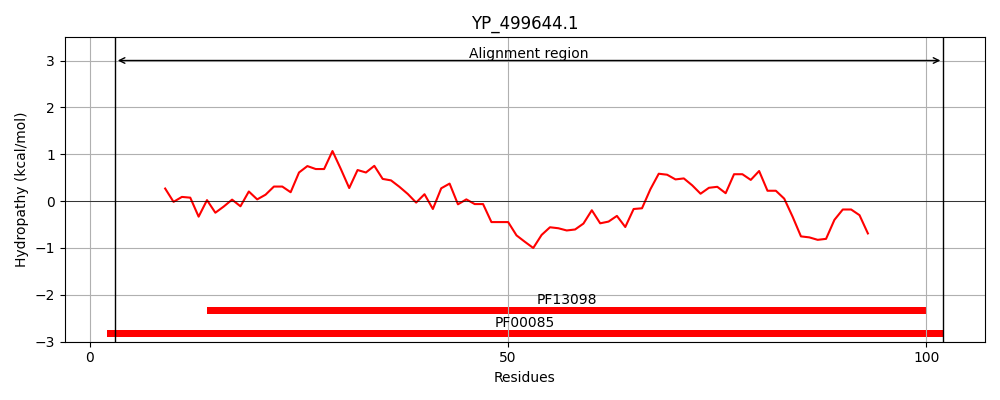 YP_499644.1
Alignment region
3
2
1
0
−1
−2
−3
Hydropathy (kcal/mol)
PF13098
PF00085
0
50
100
Residues